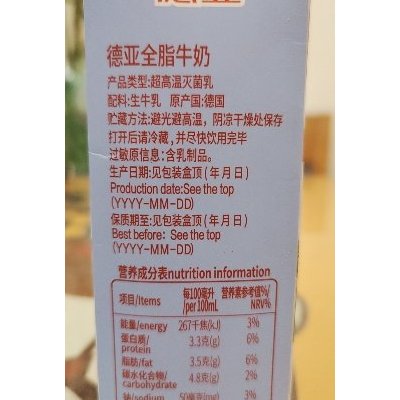 德亚全脂牛奶
产品类型:超高温灭菌乳
配料:生牛乳 原产国:德国
贮藏方法:避光避高温，阴凉干燥处保存
打开后请冷藏,并尽快饮用完毕
过敏原信息:含乳制品。
生产日期:见包装盒顶(年月日)
Production date:See the top
(YYYY-MM-DD)
保质期至:见包装盒顶(年月日)
Best before: See the top
(YYYY-MM-DD)
营养成分表nutrition information
项目/Items 每100毫升/per 100mL 营养素参考值%/NRV%
能量/energy 267千焦(kJ) 3%
蛋白质/protein 3.3克(g) 6%
脂肪/fat 3.5克(g) 6%
碳水化合物/carbohydrate 4.8克(g) 2%
钠/sodium 50毫克(mg) 3%